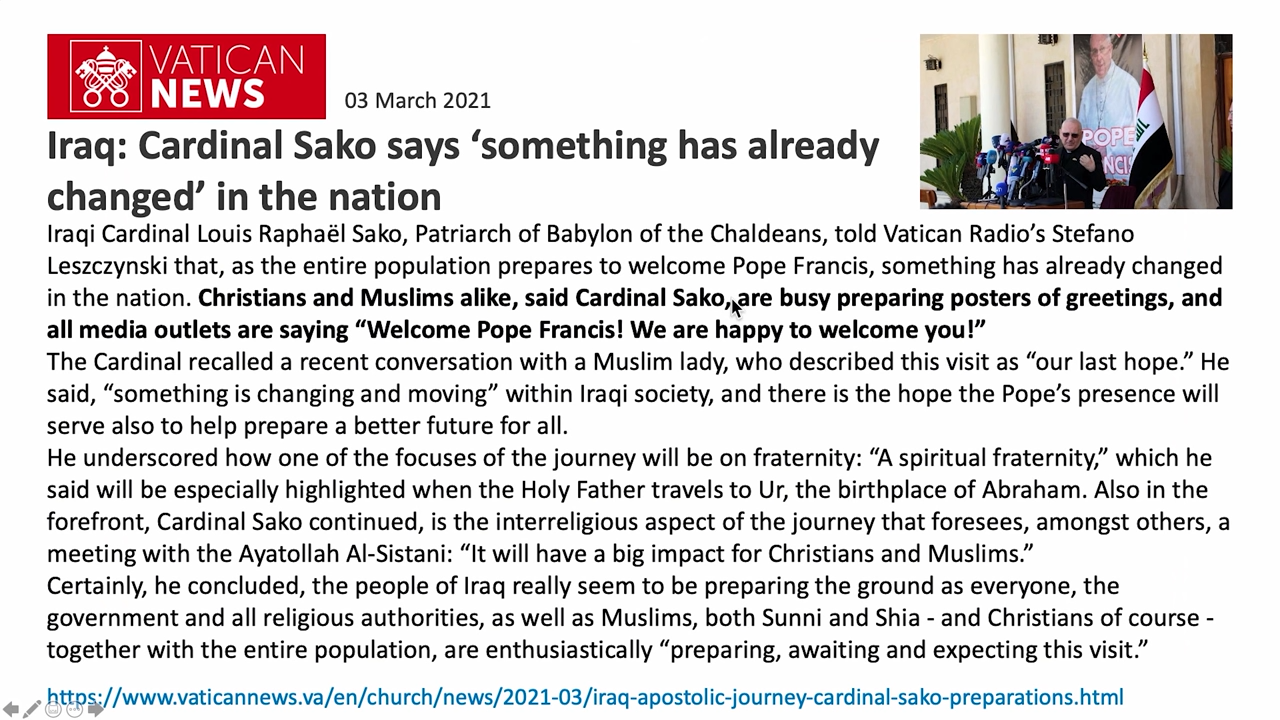 VATICAN
NEWS
03 March 2021
POPE
Iraq: Cardinal Sako says ‘something has already
changed’ in the nation
Iraqi Cardinal Louis Raphaël Sako, Patriarch of Babylon of the Chaldeans, told Vatican Radio’s Stefano
Leszczynski that, as the entire population prepares to welcome Pope Francis, something has already changed
in the nation. Christians and Muslims alike, said Cardinal Sako, are busy preparing posters of greetings, and
all media outlets are saying “Welcome Pope Francis! We are happy to welcome you!”
The Cardinal recalled a recent conversation with a Muslim lady, who described this visit as “our last hope.” He
said, “something is changing and moving” within Iraqi society, and there is the hope the Pope’s presence will
serve also to help prepare a better future for all.
He underscored how one of the focuses of the journey will be on fraternity: “A spiritual fraternity,” which he
said will be especially highlighted when the Holy Father travels to Ur, the birthplace of Abraham. Also in the
forefront, Cardinal Sako continued, is the interreligious aspect of the journey that foresees, amongst others, a
meeting with the Ayatollah Al-Sistani: “It will have a big impact for Christians and Muslims.”
Certainly, he concluded, the people of Iraq really seem to be preparing the ground as everyone, the
government and all religious authorities, as well as Muslims, both Sunni and Shia - and Christians of course -
together with the entire population, are enthusiastically “preparing, awaiting and expecting this visit.”
https://www.vaticannews.va/en/church/news/2021-03/iraq-apostolic-journey-cardinal-sako-preparations.html